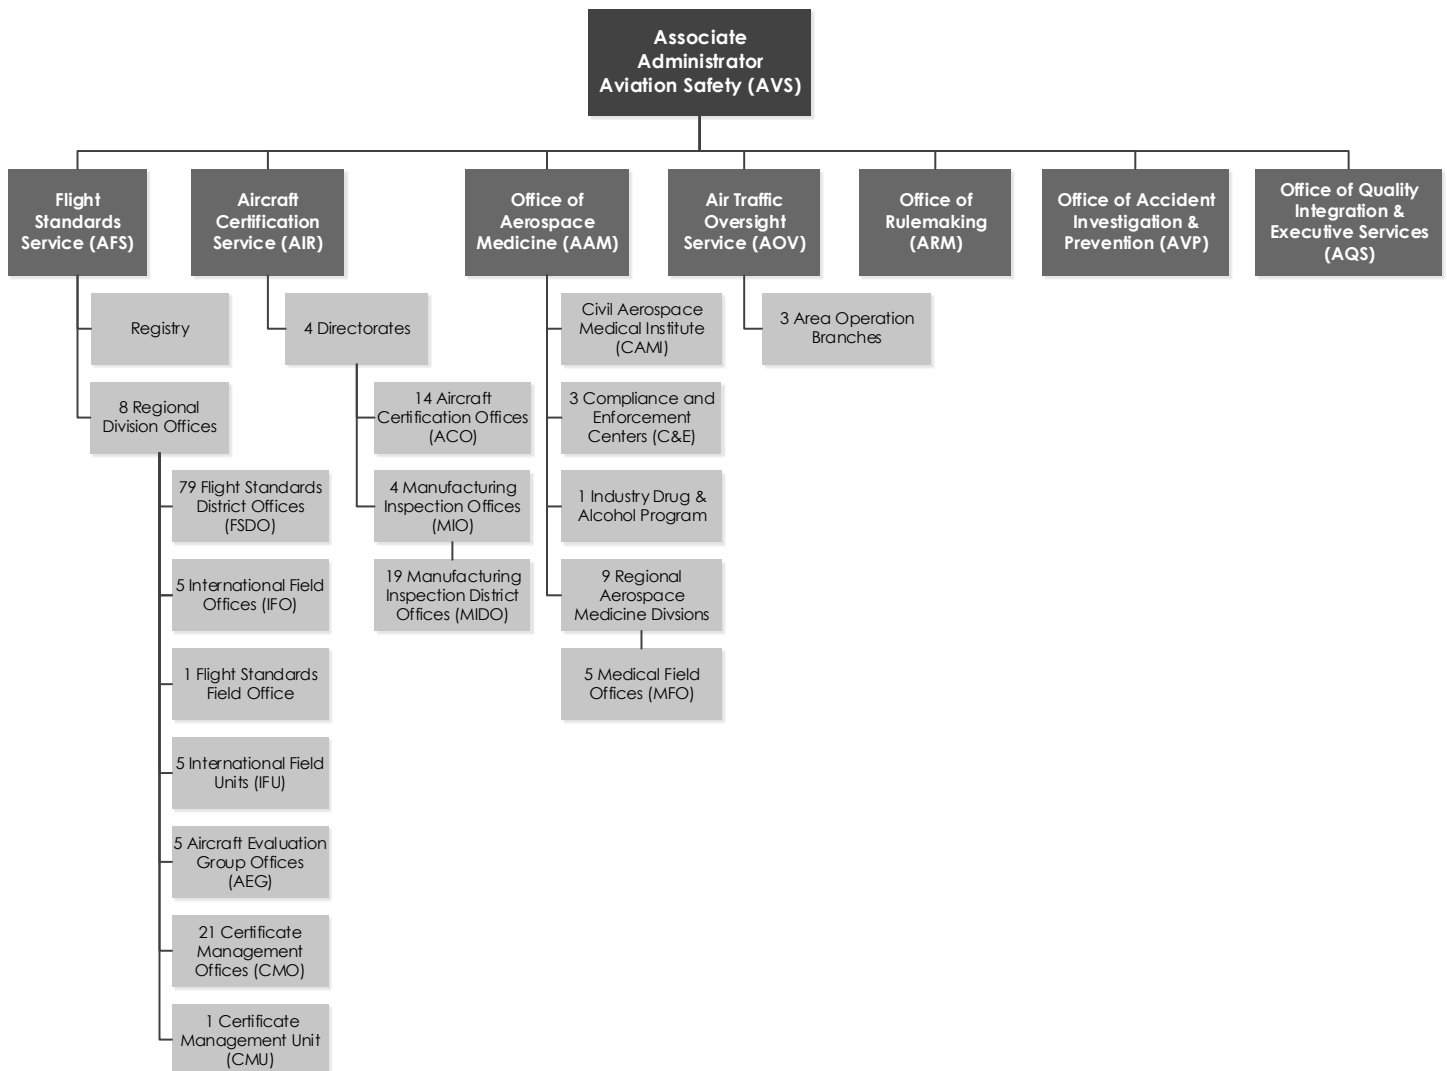 Associate
Administrator
Aviation Safety (AVS)
Flight
Standards
Service (AFS)
Aircraft
Certification
Service (AIR)
Office of
Aerospace
Medicine (AAM)
Air Traffic
Oversight
Service (AOV)
Office of
Rulemaking
(ARM)
Office of Accident
Investigation &
Prevention (AVP)
Office of Quality
Integration &
Executive Services
(AQS)
Registry
8 Regional
Division Offices
79 Flight Standards
District Offices
(FSDO)
5 International Field
Offices (IFO)
1 Flight Standards
Field Office
5 International Field
Units (IFU)
5 Aircraft Evaluation
Group Offices
(AEG)
21 Certificate
Management
Offices (CMO)
1 Certificate
Management Unit
(CMU)
4 Directorates
14 Aircraft
Certification Offices
(ACO)
4 Manufacturing
Inspection Offices
(MIO)
19 Manufacturing
Inspection District
Offices (MIDO)
Civil Aerospace
Medical Institute
(CAMI)
3 Compliance and
Enforcement
Centers (C&E)
1 Industry Drug &
Alcohol Program
9 Regional
Aerospace
Medicine Divsions
5 Medical Field
Offices (MFO)
3 Area Operation
Branches